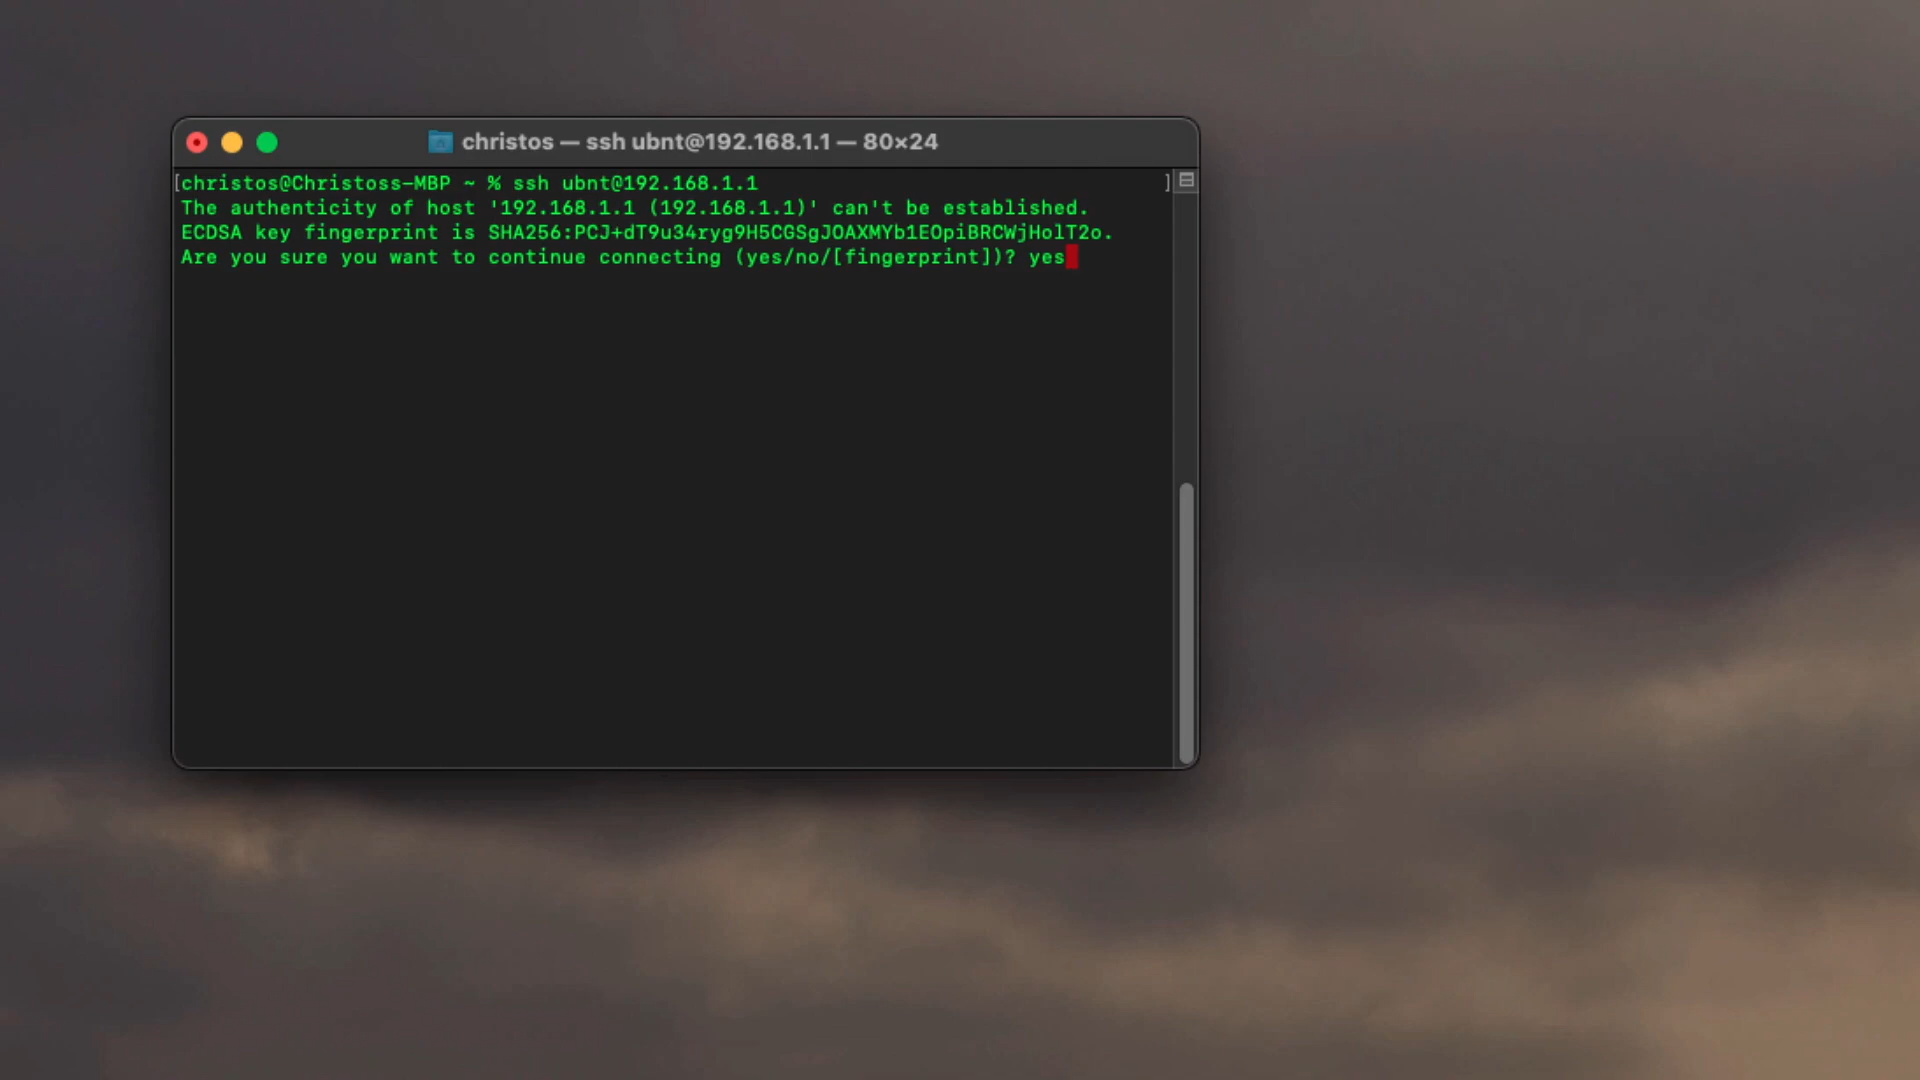 christos — ssh ubnt@192.168.1.1 — 80×24
[christos@Christoss-MBP ~ % ssh ubnt@192.168.1.1 ]
The authenticity of host '192.168.1.1 (192.168.1.1)' can't be established.
ECDSA key fingerprint is SHA256:PCJ+dT9u34ryg9H5CGSgJOAXMYb1EOpiBRCWjHolT2o.
Are you sure you want to continue connecting (yes/no/[fingerprint])? yes